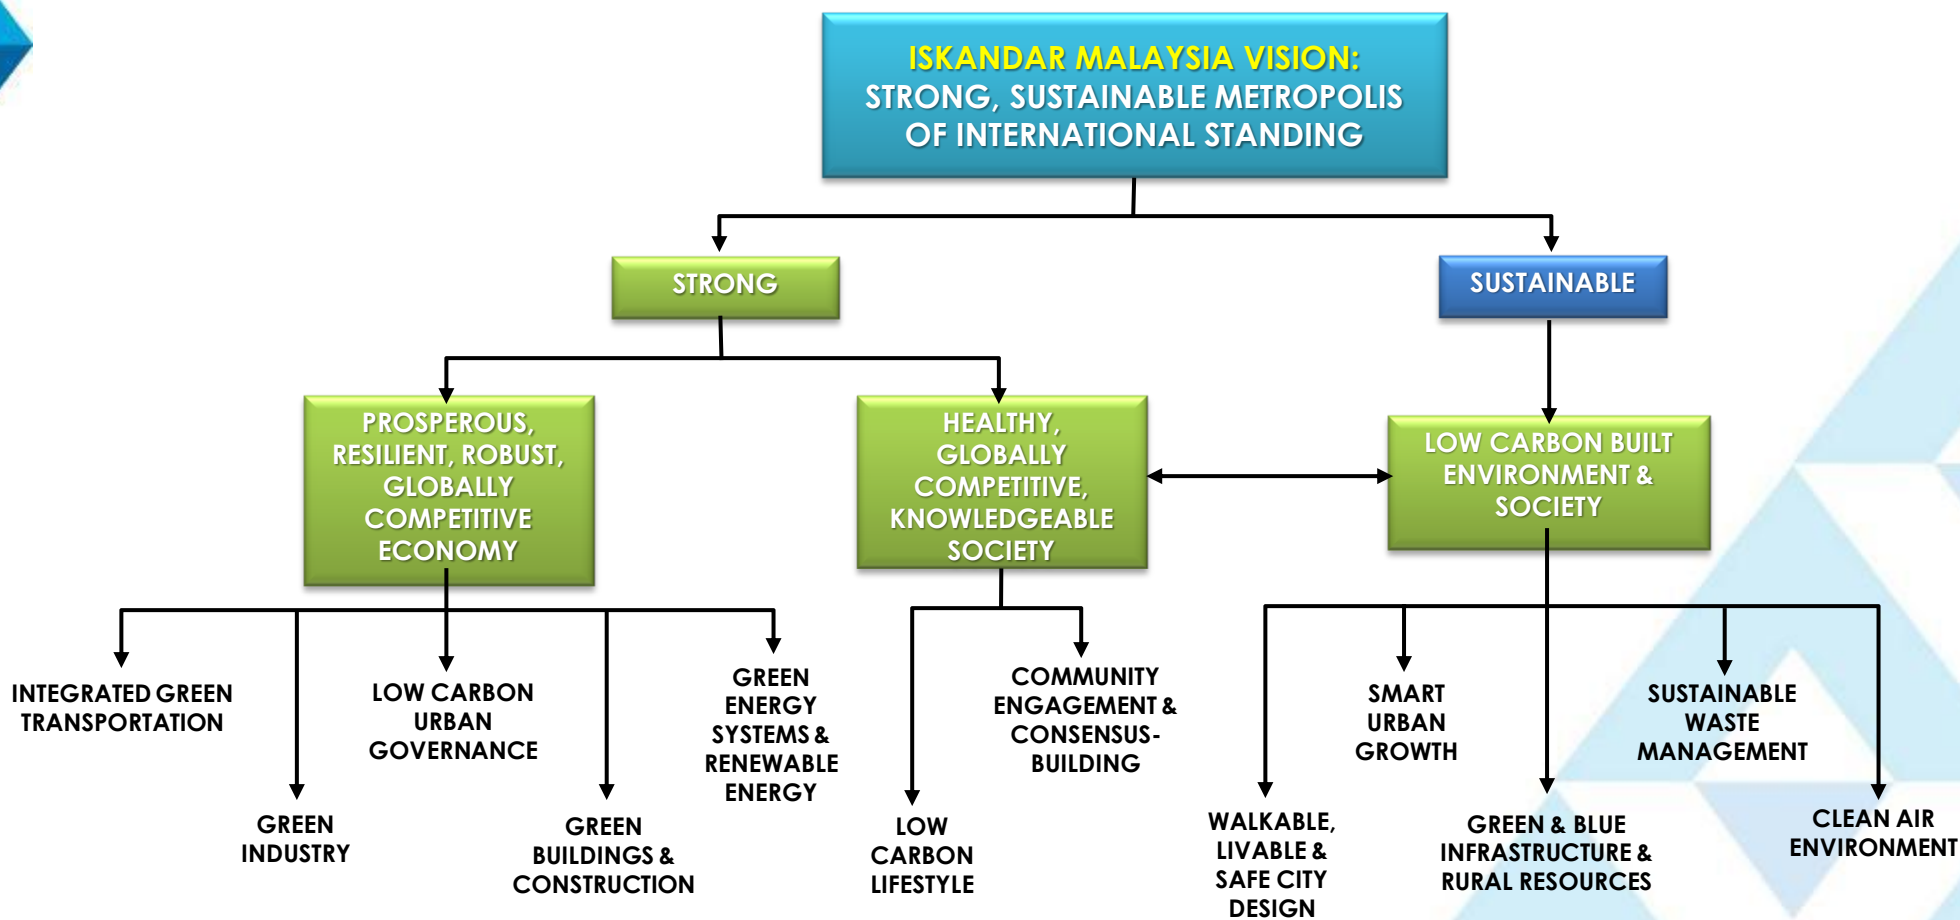 ISKANDAR MALAYSIA VISION:
STRONG, SUSTAINABLE METROPOLIS
OF INTERNATIONAL STANDING
STRONG
SUSTAINABLE
PROSPEROUS,
RESILIENT, ROBUST,
GLOBALLY
COMPETITIVE
ECONOMY
HEALTHY,
GLOBALLY
COMPETITIVE,
KNOWLEDGEABLE
SOCIETY
LOW CARBON BUILT
ENVIRONMENT &
SOCIETY
INTEGRATED GREEN
TRANSPORTATION
GREEN
INDUSTRY
LOW CARBON
URBAN
GOVERNANCE
GREEN
BUILDINGS &
CONSTRUCTION
GREEN
ENERGY
SYSTEMS &
RENEWABLE
ENERGY
LOW
CARBON
LIFESTYLE
COMMUNITY
ENGAGEMENT &
CONSENSUS-
BUILDING
WALKABLE,
LIVABLE &
SAFE CITY
DESIGN
SMART
URBAN
GROWTH
GREEN & BLUE
INFRASTRUCTURE &
RURAL RESOURCES
SUSTAINABLE
WASTE
MANAGEMENT
CLEAN AIR
ENVIRONMENT